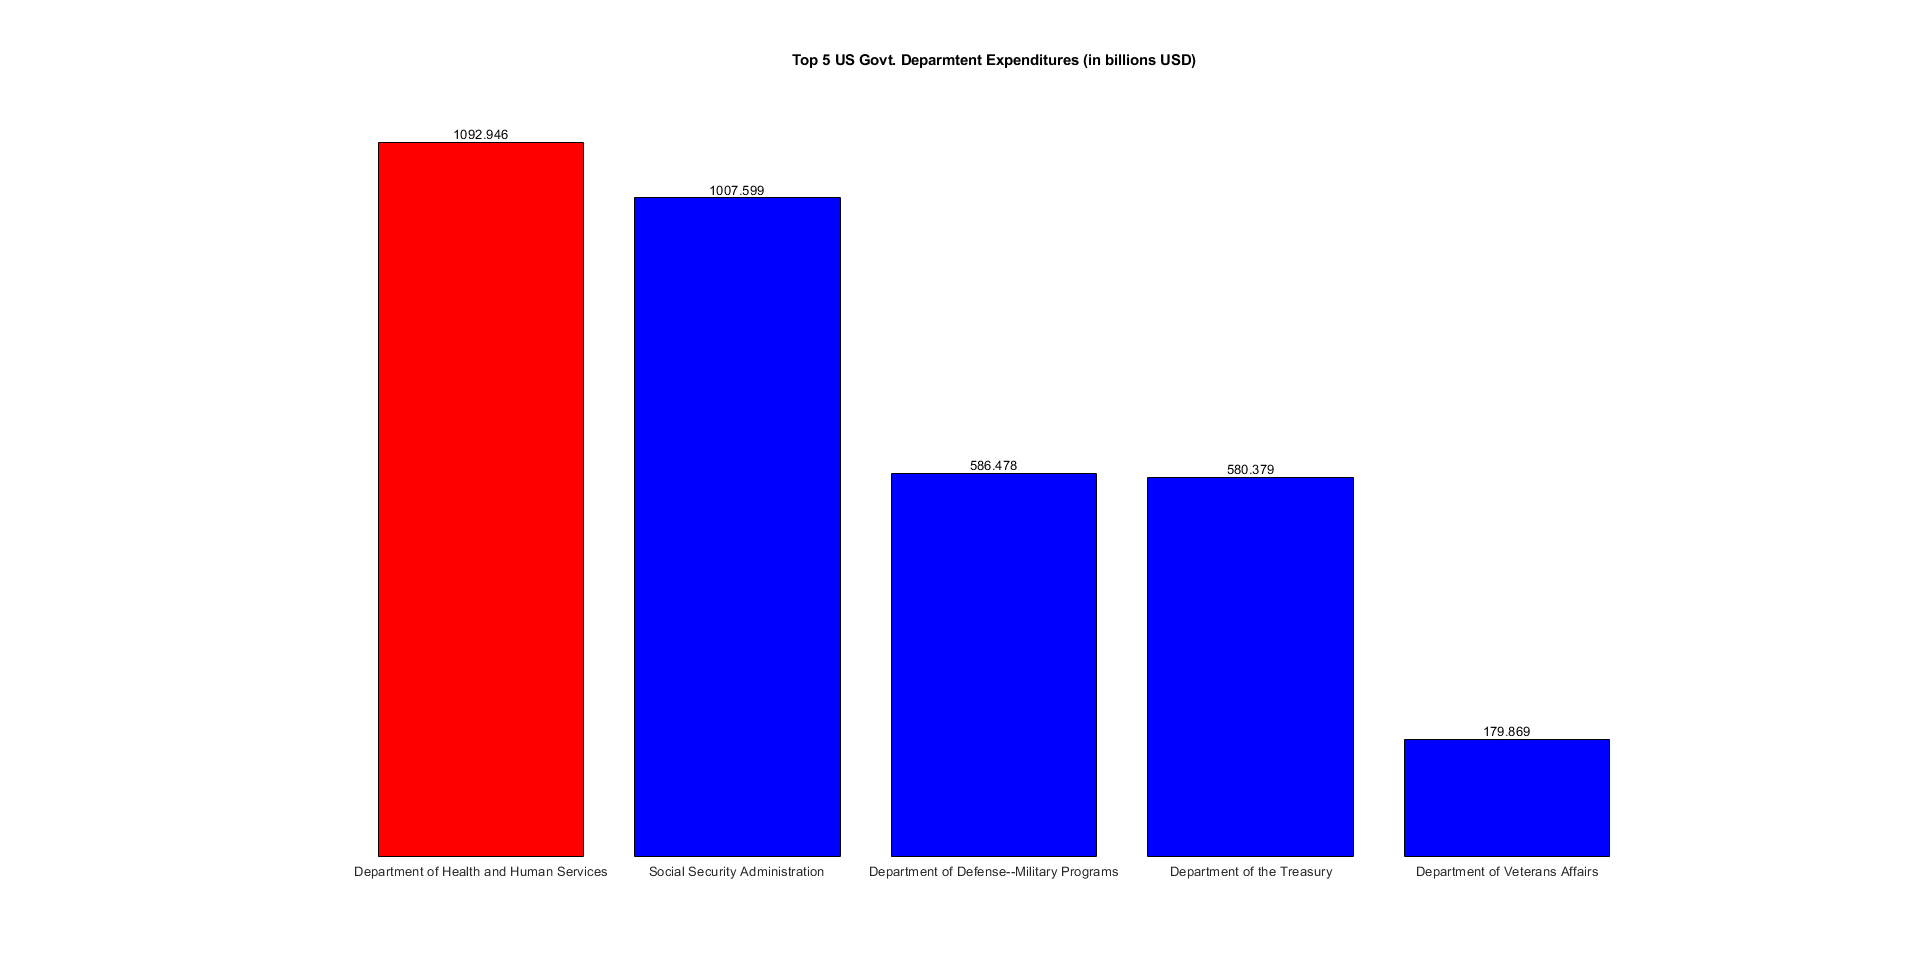 Top 5 US Govt. Deparmtent Expenditures (in billions USD)
1092.946
1007.599
586.478
580.379
179.869
Department of Health and Human Services
Social Security Administration
Department of Defense--Military Programs
Department of the Treasury
Department of Veterans Affairs